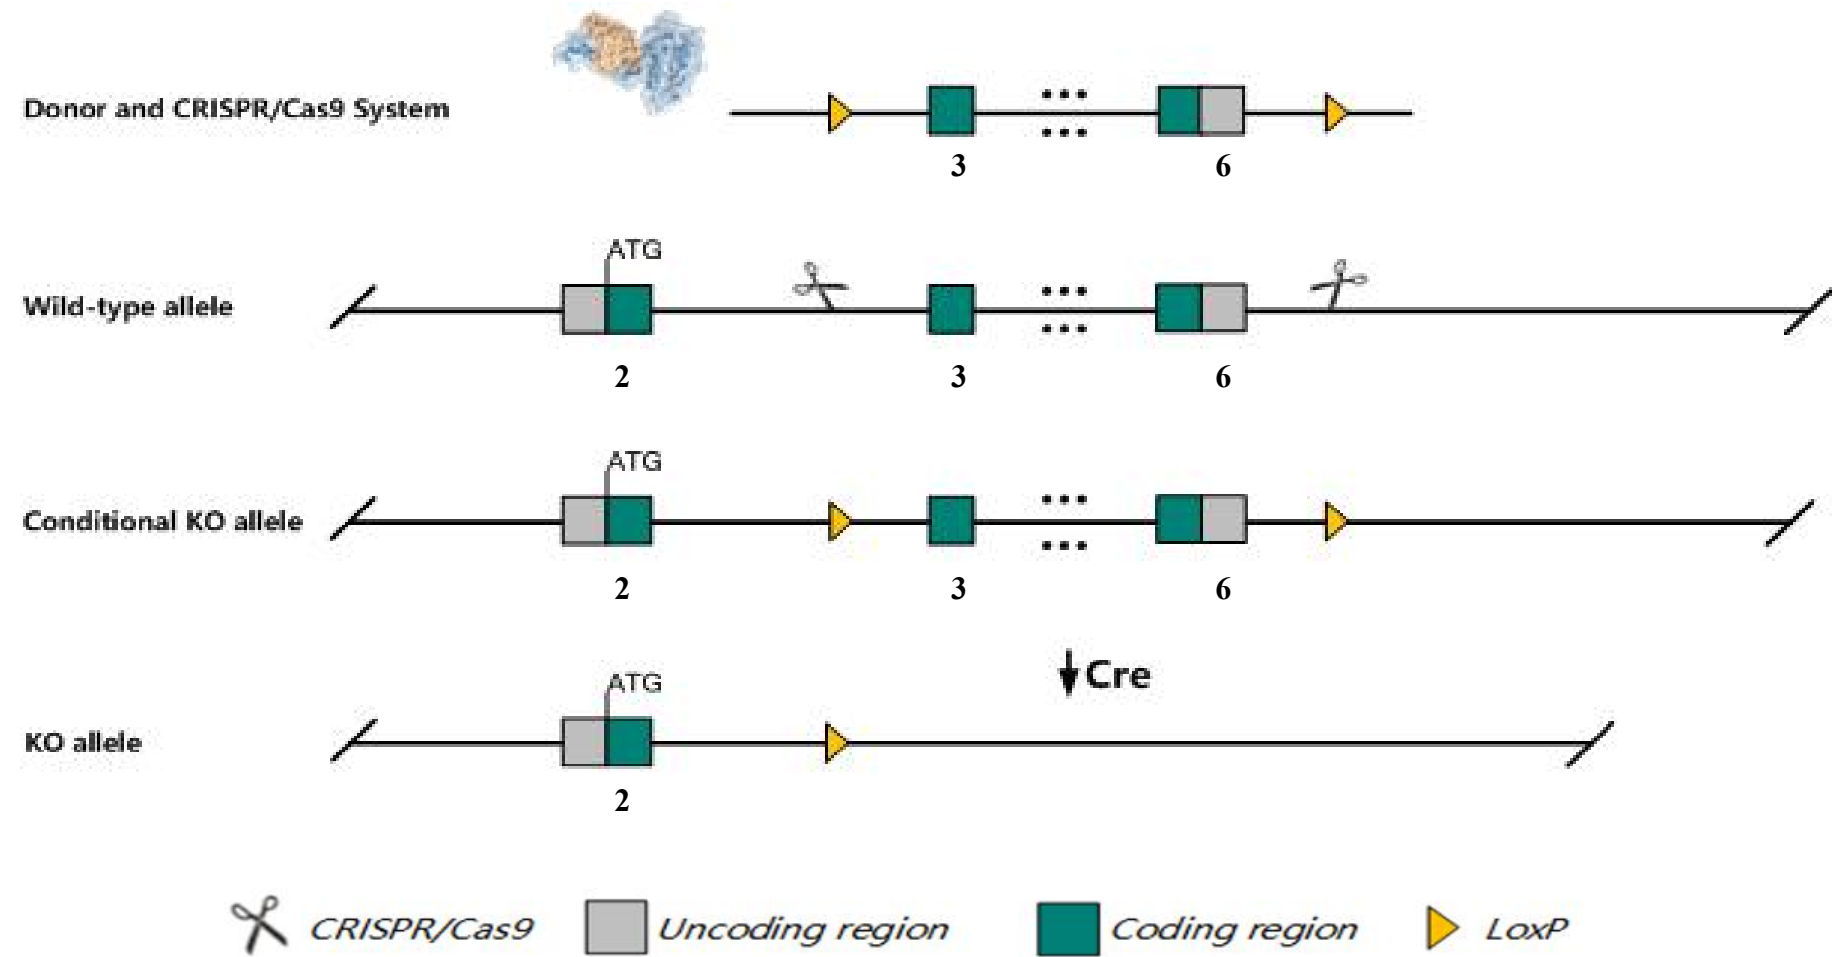 Donor and CRISPR/Cas9 System
3
6
ATG
Wild-type allele
2
3
6
ATG
Conditional KO allele
2
3
6
Cre
ATG
KO allele
2
CRISPR/Cas9
Uncoding region
Coding region
LoxP